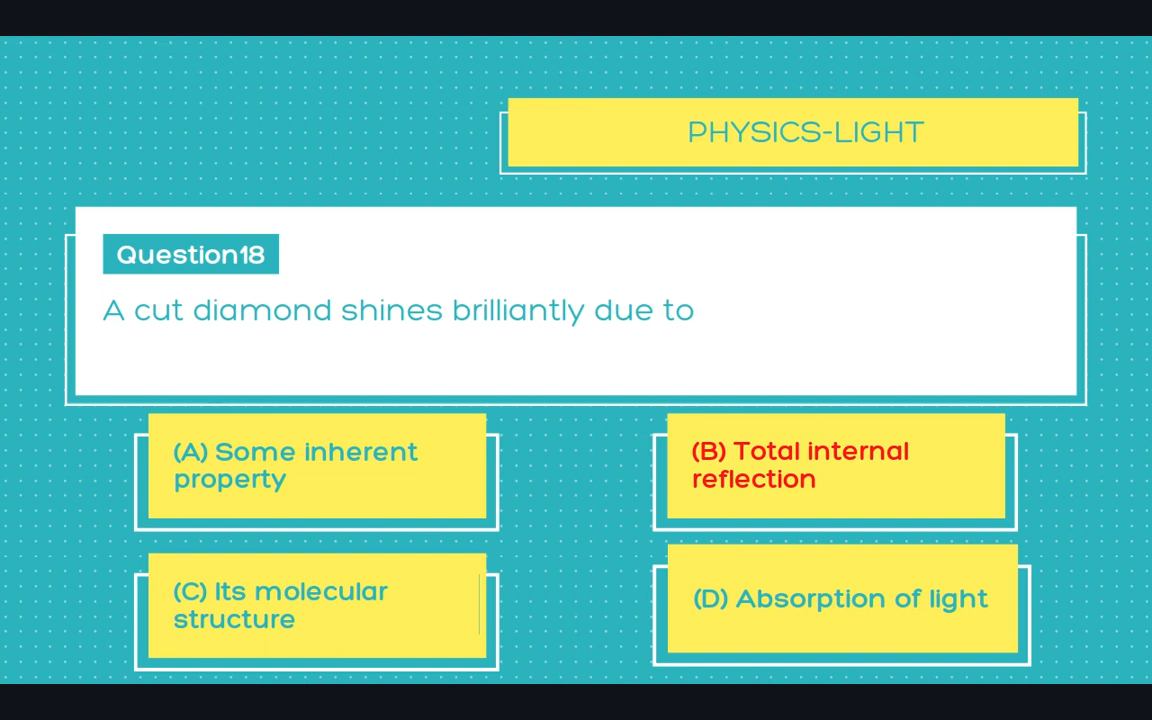 PHYSICS-LIGHT
Question18
A cut diamond shines brilliantly due to
(A) Some inherent
property
(B) Total internal
reflection
(C) Its molecular
structure
(D) Absorption of light